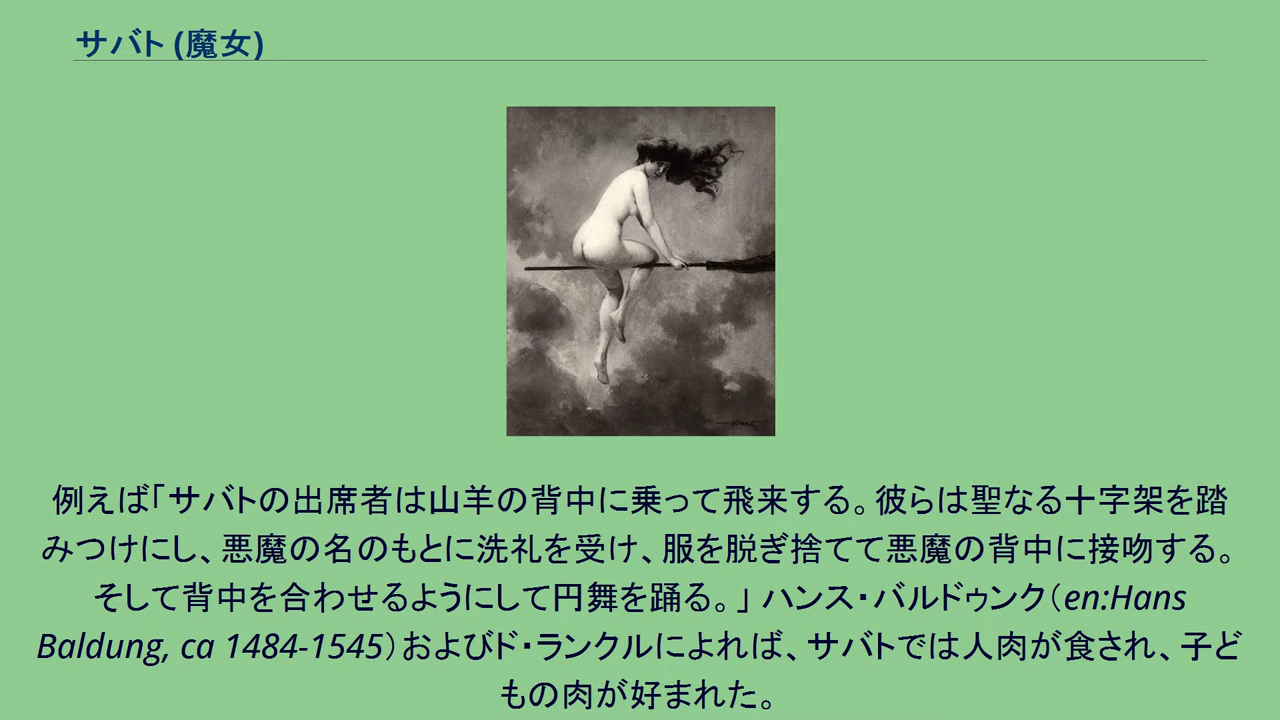 サバト (魔女)
例えば「サバトの出席者は山羊の背中に乗って飛来する。彼らは聖なる十字架を踏
みつけにし、悪魔の名のもとに洗礼を受け、服を脱ぎ捨てて悪魔の背中に接吻する。
そして背中を合わせるようにして円舞を踊る。」 ハンス・バルドゥンク（en:Hans
Baldung, ca 1484-1545）およびド・ランクルによれば、サバトでは人肉が食され、子ど
もの肉が好まれた。